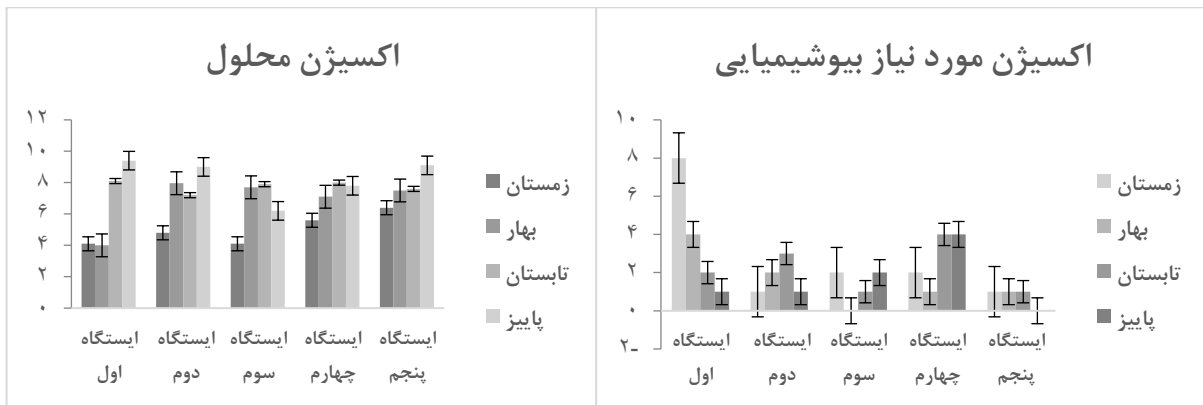 اکسیژن محلول
۱۲
۱۰
۸
۶
۴
۲
۰
ایستگاه اول
ایستگاه دوم
ایستگاه سوم
ایستگاه چهارم
ایستگاه پنجم
زمستان
بهار
تابستان
پاییز
اکسیژن مورد نیاز بیوشیمیایی
۱۰
۸
۶
۴
۲
۰
-۲
ایستگاه اول
ایستگاه دوم
ایستگاه سوم
ایستگاه چهارم
ایستگاه پنجم
زمستان
بهار
تابستان
پاییز